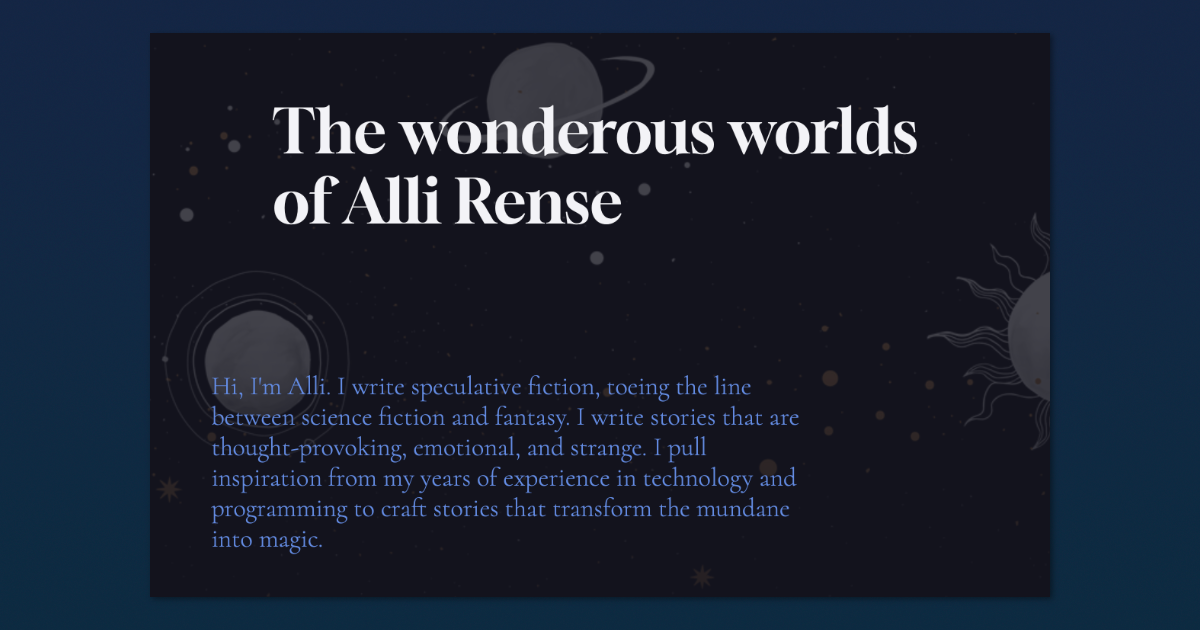 The wonderous worlds
of Alli Rense
Hi, I'm Alli. I write speculative fiction, toeing the line
between science fiction and fantasy. I write stories that are
thought-provoking, emotional, and strange. I pull
inspiration from my years of experience in technology and
programming to craft stories that transform the mundane
into magic.